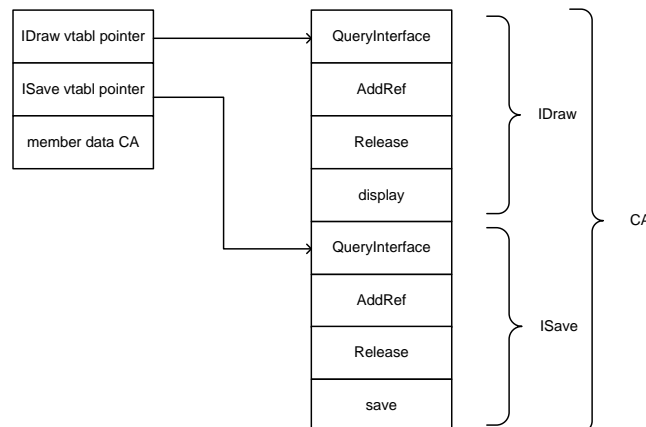 IDraw vtabl pointer
ISave vtabl pointer
member data CA
QueryInterface
AddRef
Release
display
QueryInterface
AddRef
Release
save
IDraw
ISave
CA